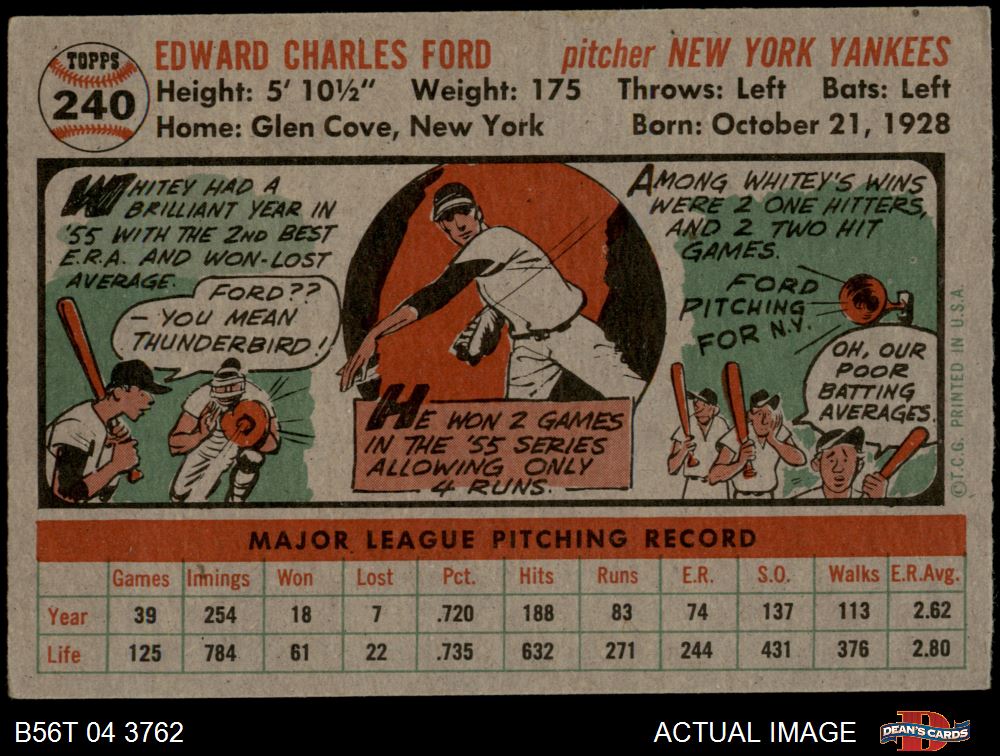 TOPPS
240
EDWARD CHARLES FORD pitcher NEW YORK YANKEES
Height: 5' 10½" Weight: 175 Throws: Left Bats: Left
Home: Glen Cove, New York Born: October 21, 1928
WHITEY HAD A
BRILLIANT YEAR IN
'55 WITH THE 2ND BEST
E.R.A. AND WON-LOST
AVERAGE.
FORD??
- YOU MEAN
THUNDERBIRD!
HE WON 2 GAMES
IN THE '55 SERIES
ALLOWING ONLY
4 RUNS.
AMONG WHITEY'S WINS
WERE 2 ONE HITTERS,
AND 2 TWO HIT
GAMES.
FORD
PITCHING
FOR N.Y.
OH, OUR
POOR
BATTING
AVERAGES.
©T.C.G. PRINTED IN U.S.A.
MAJOR LEAGUE PITCHING RECORD
Games Innings Won Lost Pct. Hits Runs E.R. S.O. Walks E.R.Avg.
Year 39 254 18 7 .720 188 83 74 137 113 2.62
Life 125 784 61 22 .735 632 271 244 431 376 2.80
B56T 04 3762 ACTUAL IMAGE
D
DEAN'S CARDS